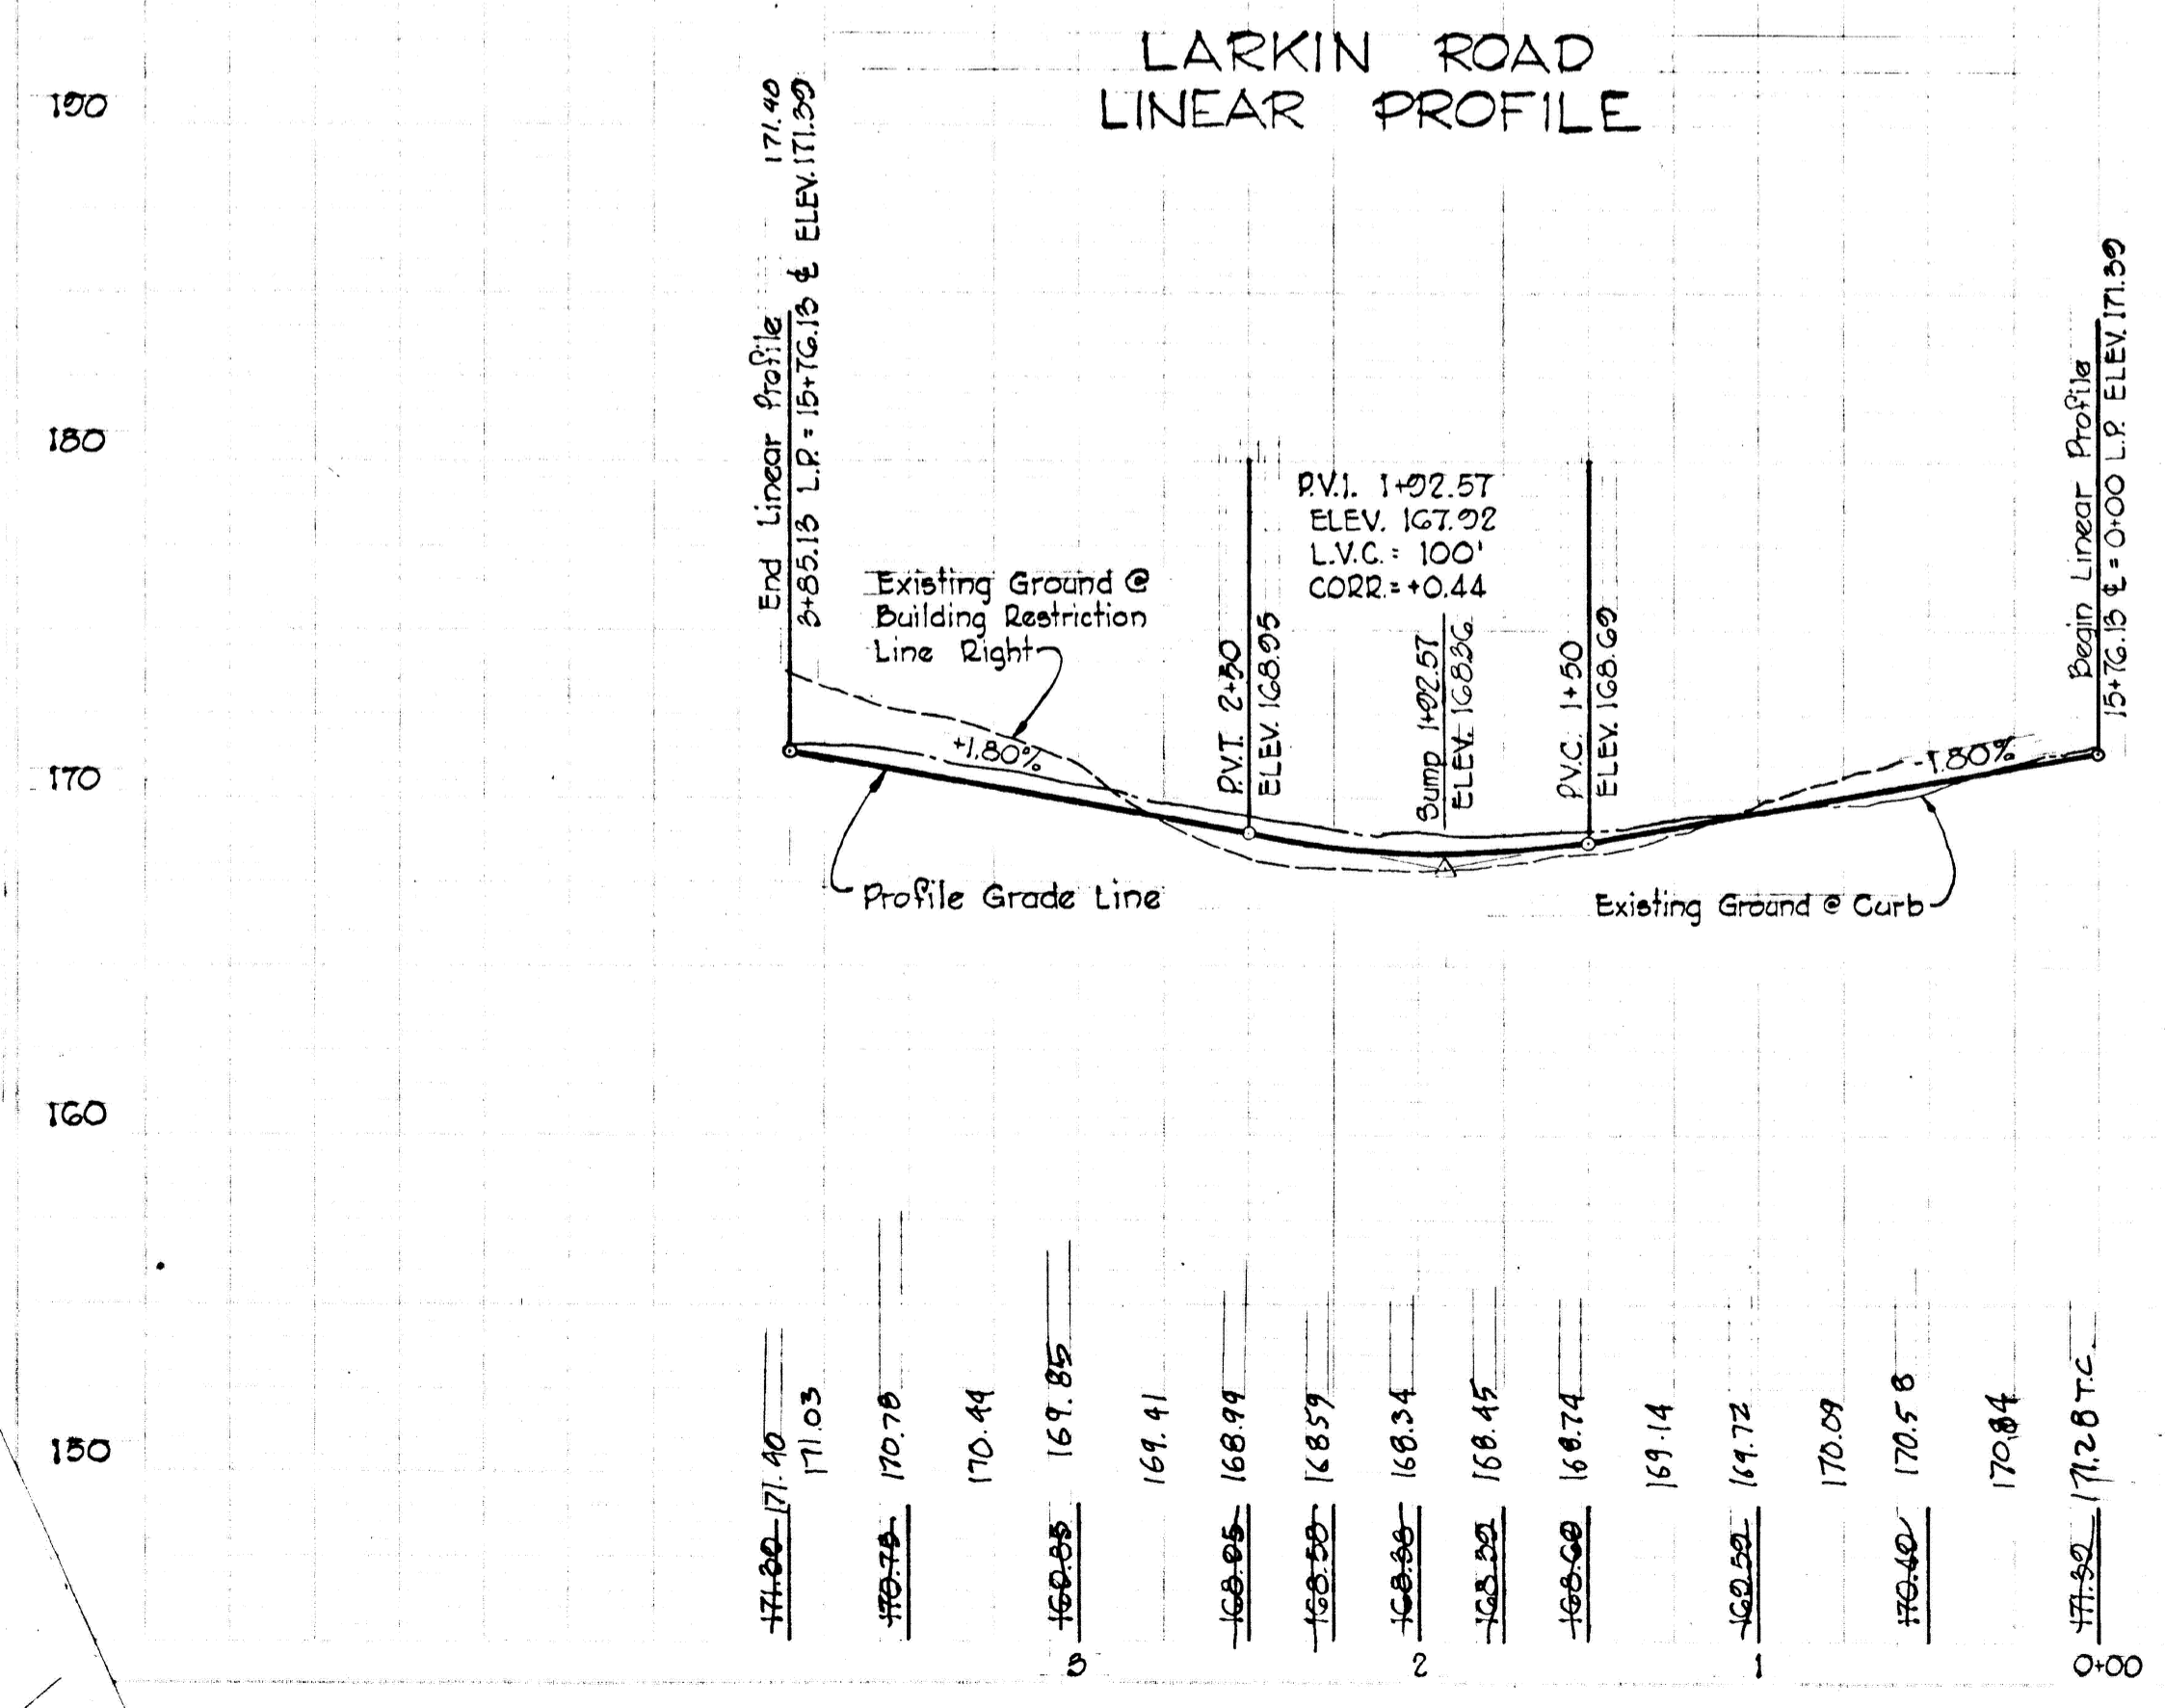 LARKIN ROAD
LINEAR PROFILE
190
180
170
160
150
171.40
End Linear Profile
3+85.13 L.P. = 15+76.13 ℄ ELEV. 171.39
Existing Ground @
Building Restriction
Line Right
+1.80%
Profile Grade Line
P.V.T. 2+50
ELEV. 168.95
P.V.I. 1+92.57
ELEV. 167.92
L.V.C. = 100'
CORR. = +0.44
Sump 1+92.57
ELEV. 168.36
P.V.C. 1+50
ELEV. 168.69
-1.80%
Existing Ground @ Curb
Begin Linear Profile
15+76.13 ℄ = 0+00 L.P. ELEV. 171.39
171.40
171.03
170.78
170.44
169.85
169.41
168.99
168.59
168.34
168.45
168.74
169.14
169.72
170.09
170.58
170.84
171.28 T.C.
171.39
170.75
169.85
168.95
168.58
168.38
168.39
168.69
169.59
170.49
171.39
3
2
1
0+00